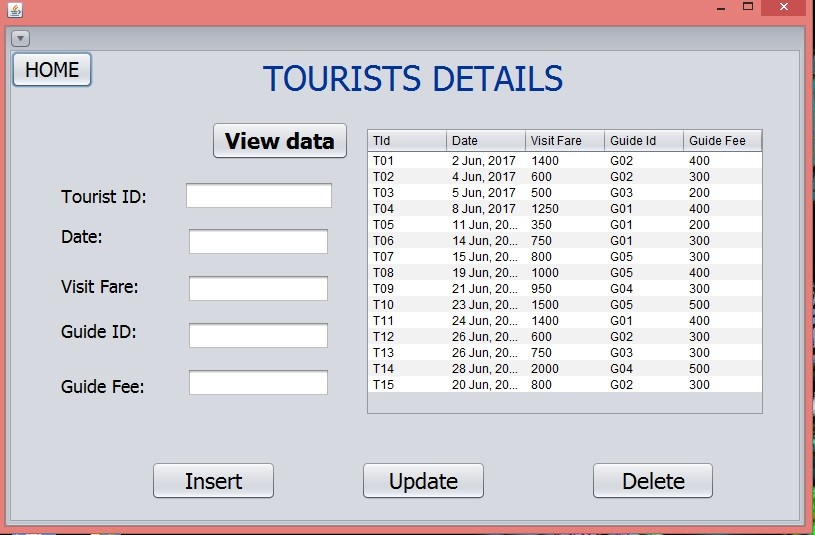 HOME
TOURISTS DETAILS
View data
Tourist ID:
Date:
Visit Fare:
Guide ID:
Guide Fee:
TId Date Visit Fare Guide Id Guide Fee
T01 2 Jun, 2017 1400 G02 400
T02 4 Jun, 2017 600 G02 300
T03 5 Jun, 2017 500 G03 200
T04 8 Jun, 2017 1250 G01 400
T05 11 Jun, 20... 350 G01 200
T06 14 Jun, 20... 750 G01 300
T07 15 Jun, 20... 800 G05 300
T08 19 Jun, 20... 1000 G05 400
T09 21 Jun, 20... 950 G04 300
T10 23 Jun, 20... 1500 G05 500
T11 24 Jun, 20... 1400 G01 400
T12 26 Jun, 20... 600 G02 300
T13 26 Jun, 20... 750 G03 300
T14 28 Jun, 20... 2000 G04 500
T15 20 Jun, 20... 800 G02 300
Insert Update Delete